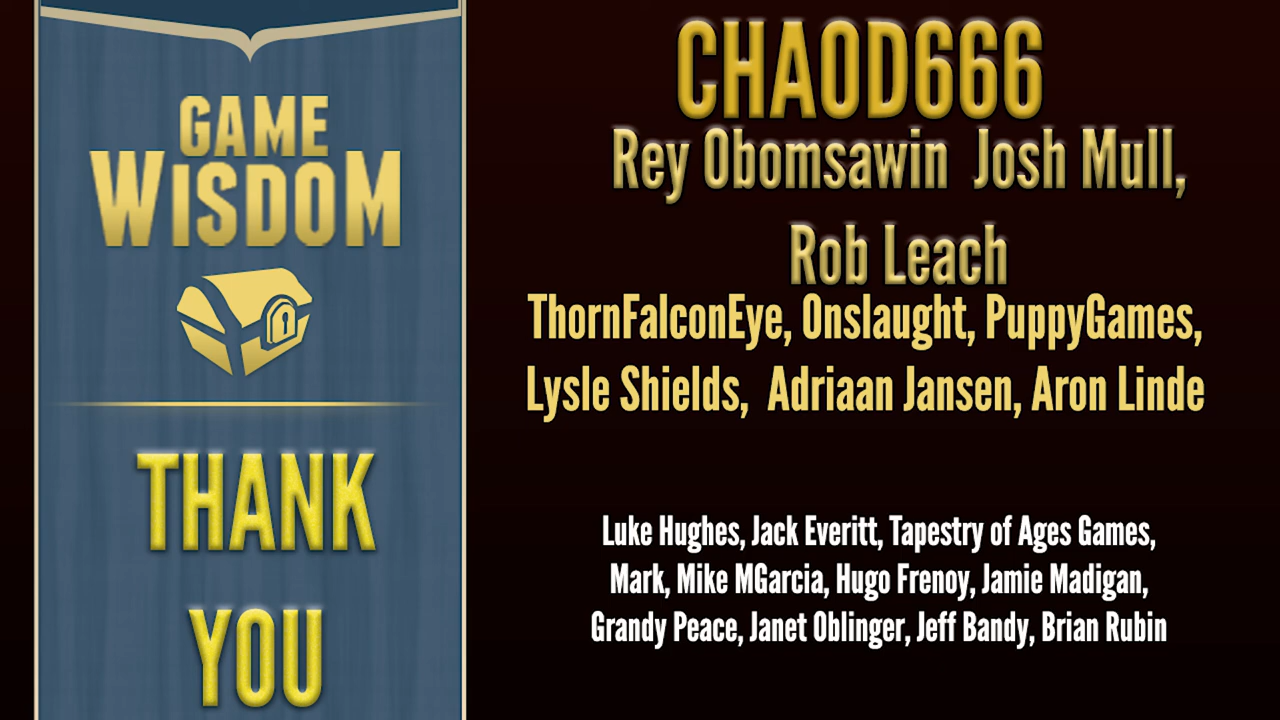 GAME
WISDOM
THANK
YOU
CHAOD666
Rey Obomsawin Josh Mull,
Rob Leach
ThornFalconEye, Onslaught, PuppyGames,
Lysle Shields, Adriaan Jansen, Aron Linde
Luke Hughes, Jack Everitt, Tapestry of Ages Games,
Mark, Mike MGarcia, Hugo Frenoy, Jamie Madigan,
Grandy Peace, Janet Oblinger, Jeff Bandy, Brian Rubin